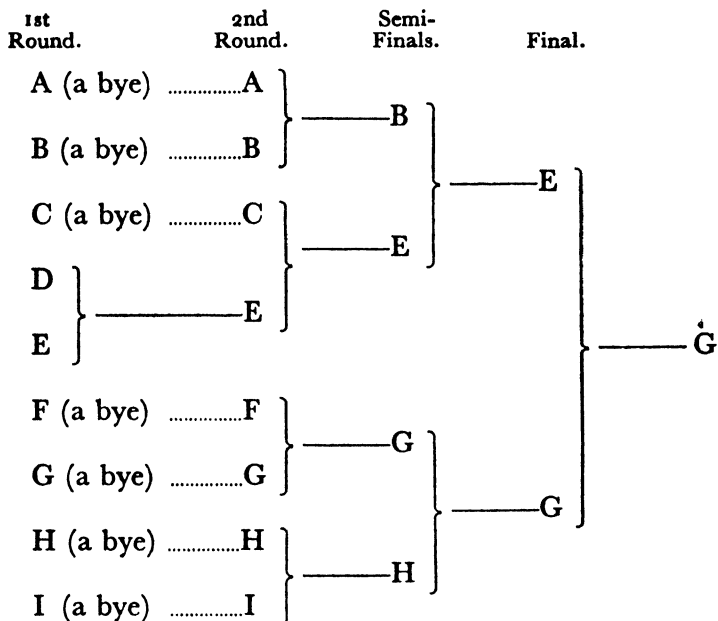 1st Round. 2nd Round. Semi-Finals. Final.
A (a bye) ...............A
B
B (a bye) ...............B
E
C (a bye) ...............C
E
D
E
G
E
F (a bye) ...............F
G
G (a bye) ...............G
G
H (a bye) ...............H
H
I (a bye) ...............I